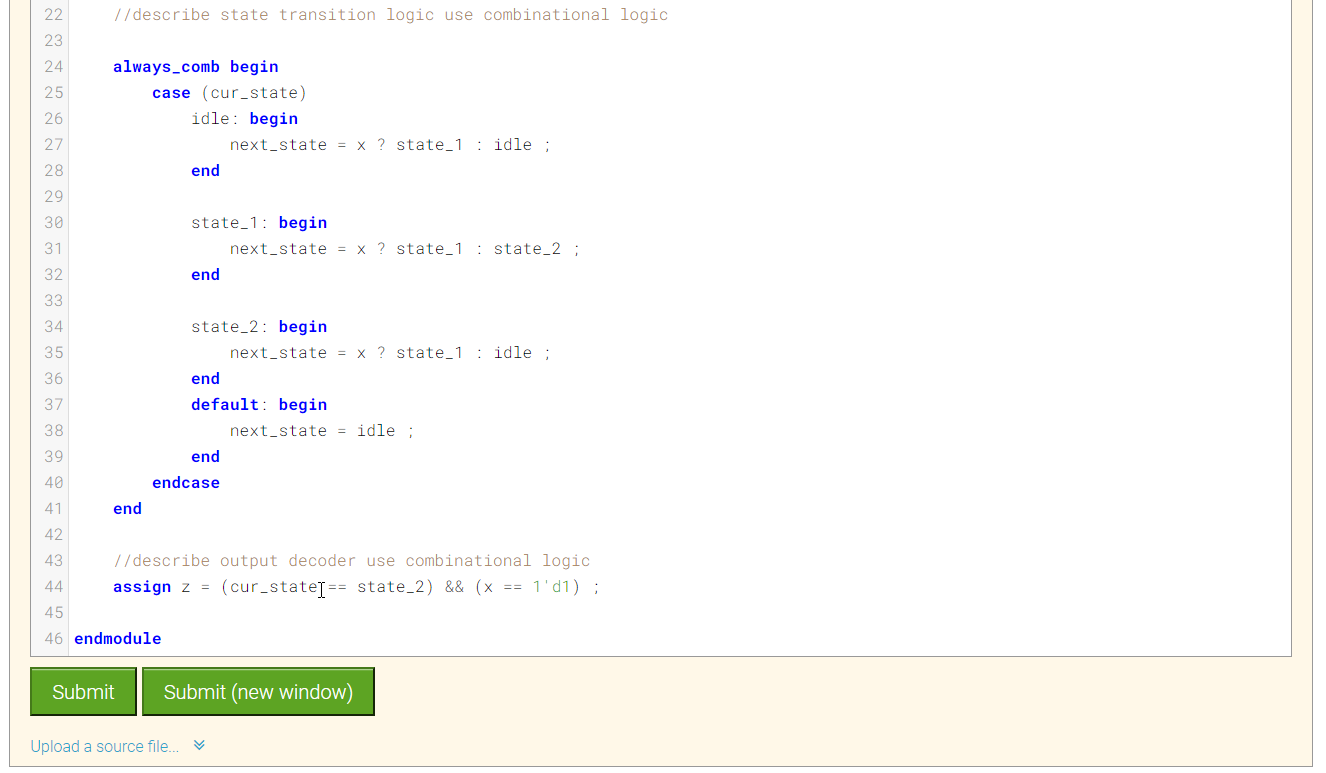 22 //describe state transition logic use combinational logic
23
24 always_comb begin
25 case (cur_state)
26 idle: begin
27 next_state = x ? state_1 : idle ;
28 end
29
30 state_1: begin
31 next_state = x ? state_1 : state_2 ;
32 end
33
34 state_2: begin
35 next_state = x ? state_1 : idle ;
36 end
37 default: begin
38 next_state = idle ;
39 end
40 endcase
41 end
42
43 //describe output decoder use combinational logic
44 assign z = (cur_state == state_2) && (x == 1'd1) ;
45
46 endmodule
Submit Submit (new window)
Upload a source file...